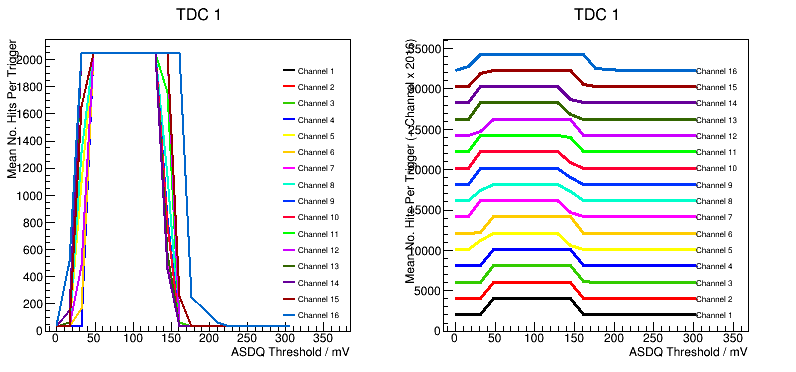 TDC 1
Mean No. Hits Per Trigger
2000
1800
1600
1400
1200
1000
800
600
400
200
0
0 50 100 150 200 250 300 350
ASDQ Threshold / mV
Channel 1
Channel 2
Channel 3
Channel 4
Channel 5
Channel 6
Channel 7
Channel 8
Channel 9
Channel 10
Channel 11
Channel 12
Channel 13
Channel 14
Channel 15
Channel 16
TDC 1
Mean No. Hits Per Trigger (+ Channel x 2016)
35000
30000
25000
20000
15000
10000
5000
0
0 50 100 150 200 250 300 350
ASDQ Threshold / mV
Channel 16
Channel 15
Channel 14
Channel 13
Channel 12
Channel 11
Channel 10
Channel 9
Channel 8
Channel 7
Channel 6
Channel 5
Channel 4
Channel 3
Channel 2
Channel 1